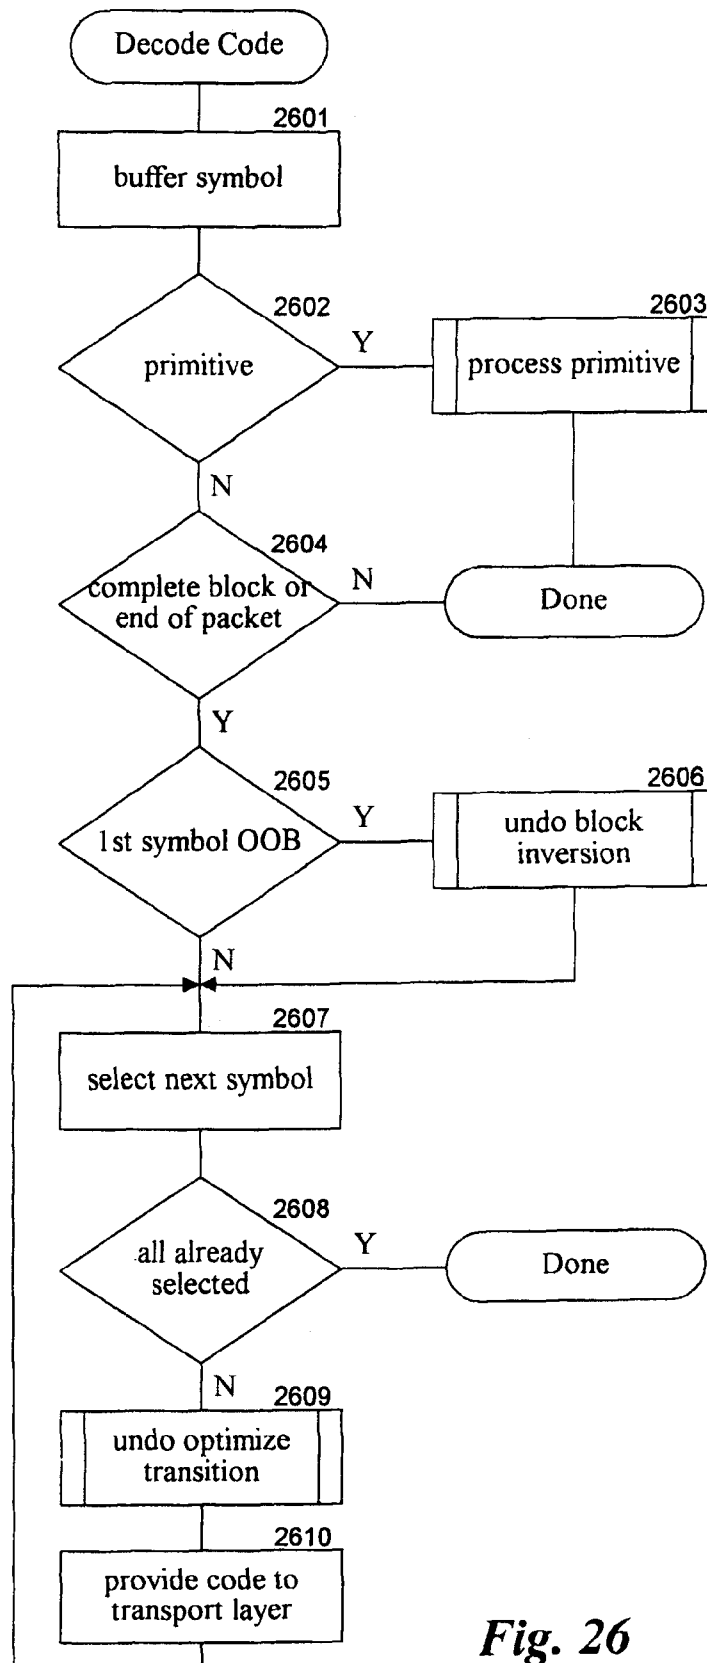 Decode Code
2601
buffer symbol
2602
primitive
Y
2603
process primitive
N
2604
complete block or
end of packet
N
Done
Y
2605
1st symbol OOB
Y
2606
undo block
inversion
N
2607
select next symbol
2608
all already
selected
Y
Done
N
2609
undo optimize
transition
2610
provide code to
transport layer
Fig. 26